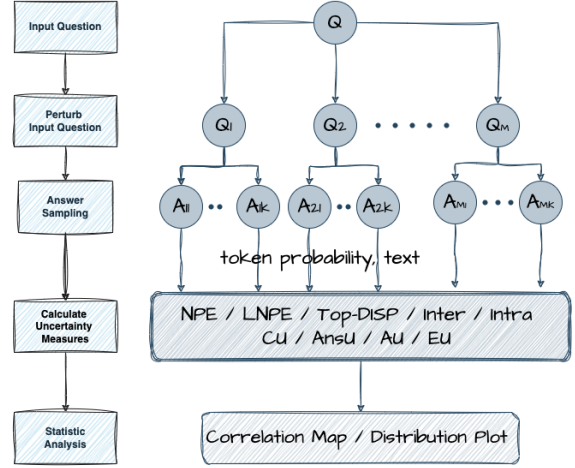 Input Question
Q
Perturb
Input Question
Q1
Q2
QM
Answer
Sampling
A11
A1K
A21
A2K
AM1
AMK
token probability, text
Calculate
Uncertainty
Measures
NPE / LNPE / Top-DISP / Inter / Intra
CU / AnsU / AU / EU
Statistic
Analysis
Correlation Map / Distribution Plot